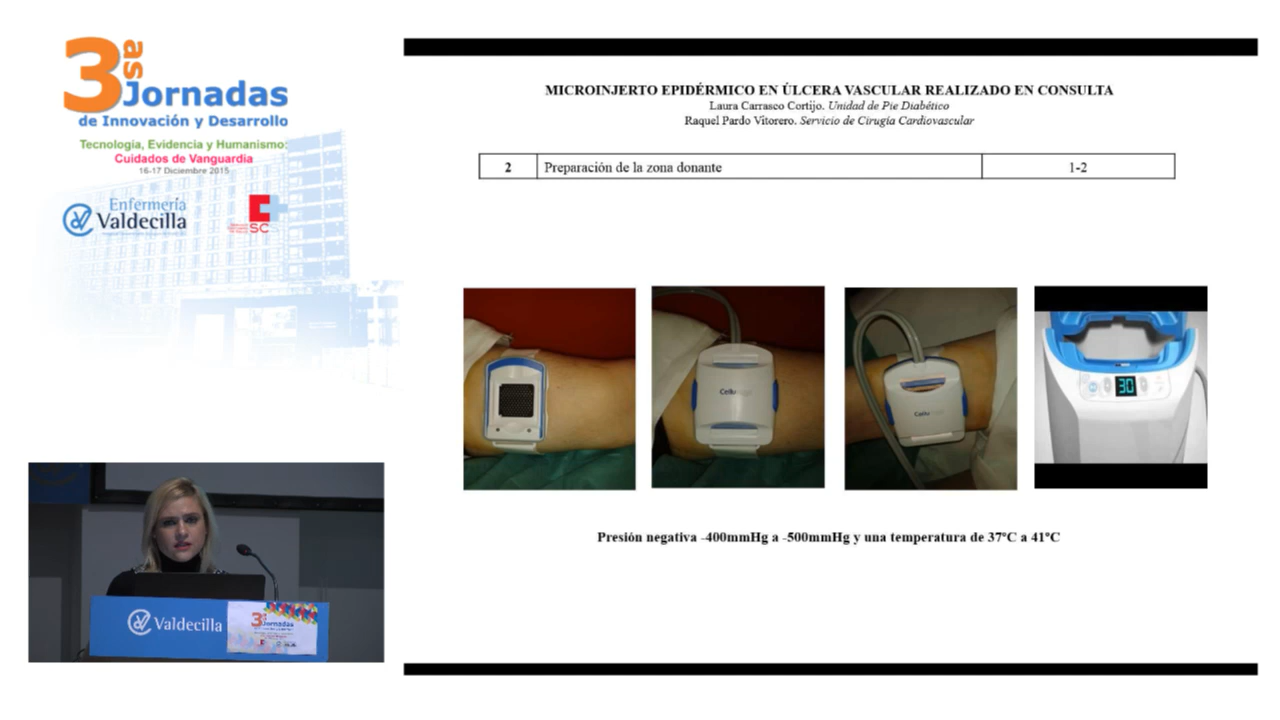 3as Jornadas
de Innovación y Desarrollo
Tecnología, Evidencia y Humanismo:
Cuidados de Vanguardia
16-17 Diciembre 2015
Enfermería
Valdecilla
SC
MICROINJERTO EPIDÉRMICO EN ÚLCERA VASCULAR REALIZADO EN CONSULTA
Laura Carrasco Cortijo. Unidad de Pie Diabético
Raquel Pardo Vítorero. Servicio de Cirugía Cardiovascular
2 Preparación de la zona donante 1-2
30
Presión negativa -400mmHg a -500mmHg y una temperatura de 37ºC a 41ºC
Valdecilla
3as Jornadas